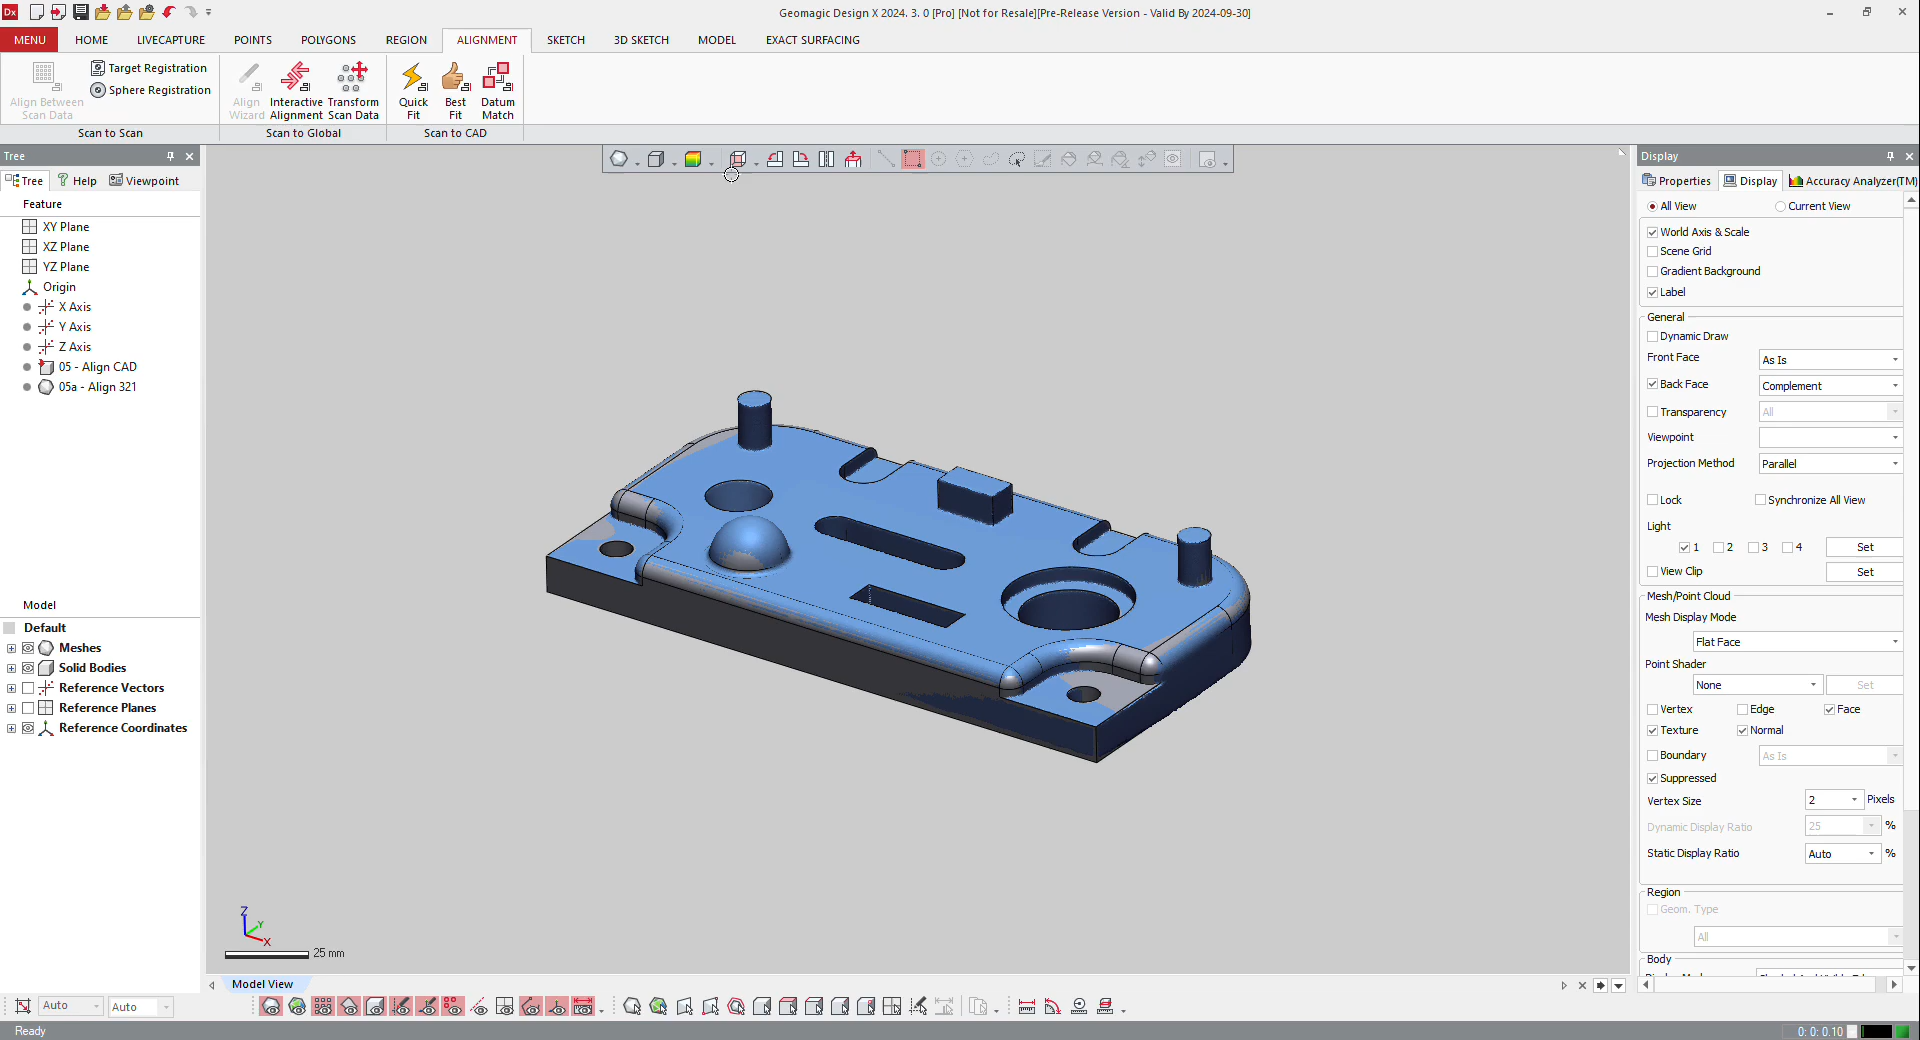 Dx
Geomagic Design X 2024. 3. 0 [Pro] [Not for Resale][Pre-Release Version - Valid By 2024-09-30]
MENU HOME LIVECAPTURE POINTS POLYGONS REGION ALIGNMENT SKETCH 3D SKETCH MODEL EXACT SURFACING
Align Between Scan Data
Target Registration
Sphere Registration
Align Wizard
Interactive Alignment
Transform Scan Data
Quick Fit
Best Fit
Datum Match
Scan to Scan
Scan to Global
Scan to CAD
Tree
Tree Help Viewpoint
Feature
XY Plane
XZ Plane
YZ Plane
Origin
X Axis
Y Axis
Z Axis
05 - Align CAD
05a - Align 321
Model
Default
Meshes
Solid Bodies
Reference Vectors
Reference Planes
Reference Coordinates
Z
Y
X
25 mm
Model View
Display
Properties Display Accuracy Analyzer(TM)
All View Current View
World Axis & Scale
Scene Grid
Gradient Background
Label
General
Dynamic Draw
Front Face As Is
Back Face Complement
Transparency All
Viewpoint
Projection Method Parallel
Lock Synchronize All View
Light
1 2 3 4 Set
View Clip Set
Mesh/Point Cloud
Mesh Display Mode
Flat Face
Point Shader
None Set
Vertex Edge Face
Texture Normal
Boundary As Is
Suppressed
Vertex Size 2 Pixels
Dynamic Display Ratio 25 %
Static Display Ratio Auto %
Region
Geom. Type
All
Body
Auto Auto
Ready
0: 0: 0.10